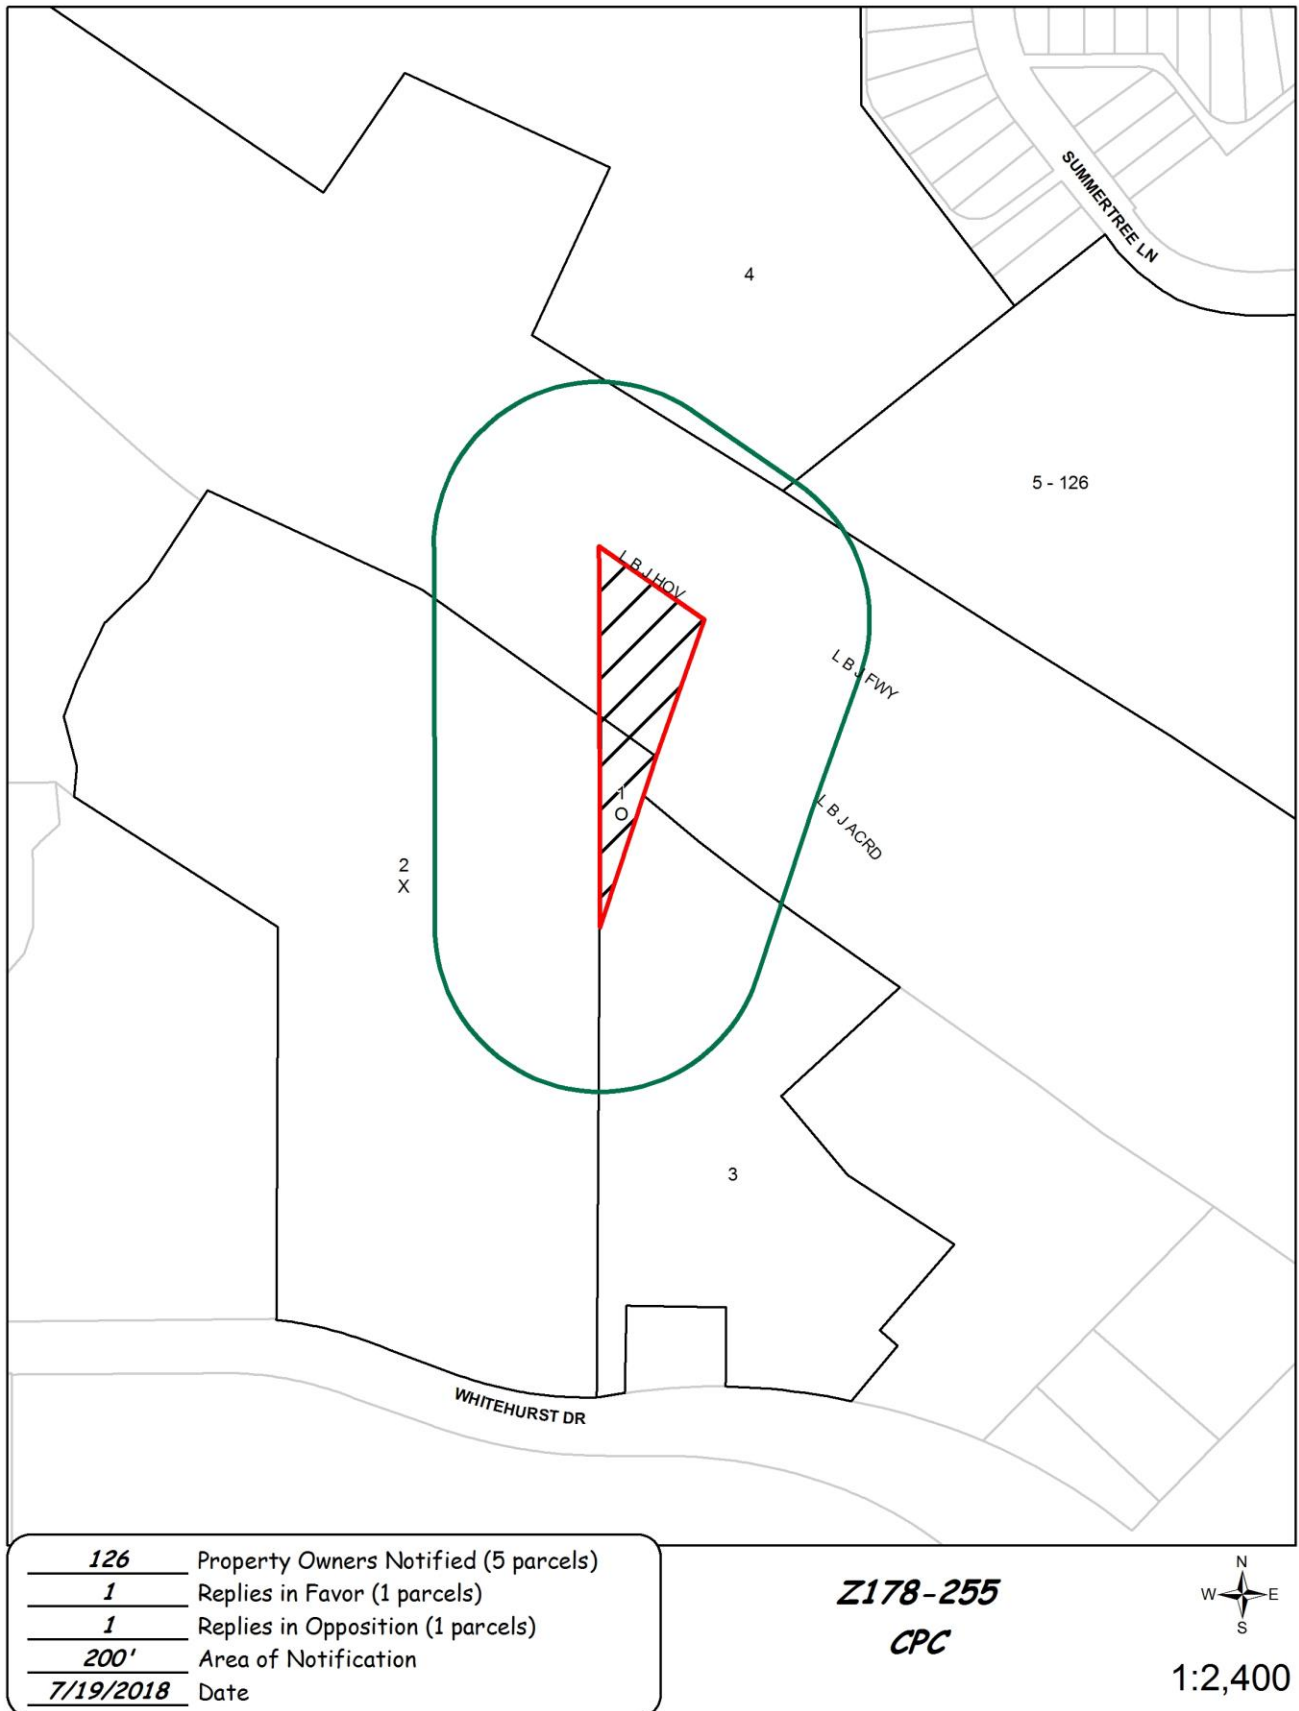 SUMMERTREE LN
4
5 - 126
L B J HOV
L B J FWY
1
O
L B J ACRD
2
X
3
WHITEHURST DR
126 Property Owners Notified (5 parcels)
1 Replies in Favor (1 parcels)
1 Replies in Opposition (1 parcels)
200' Area of Notification
7/19/2018 Date
Z178-255
CPC
N
W E
S
1:2,400